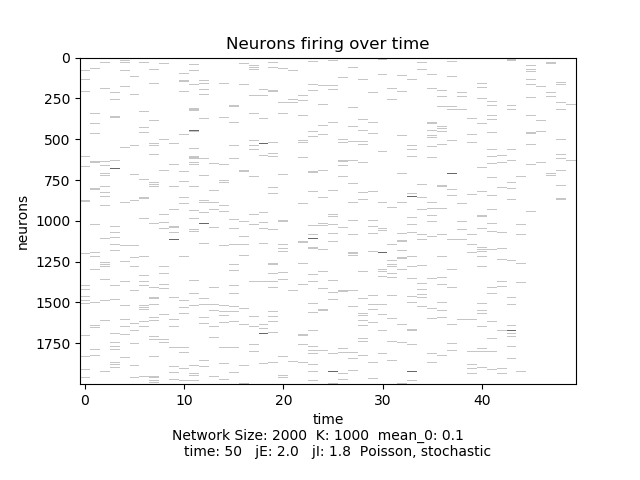 Neurons firing over time
0
250
500
750
1000
1250
1500
1750
neurons
0 10 20 30 40
time
Network Size: 2000 K: 1000 mean_0: 0.1
time: 50 jE: 2.0 jI: 1.8 Poisson, stochastic